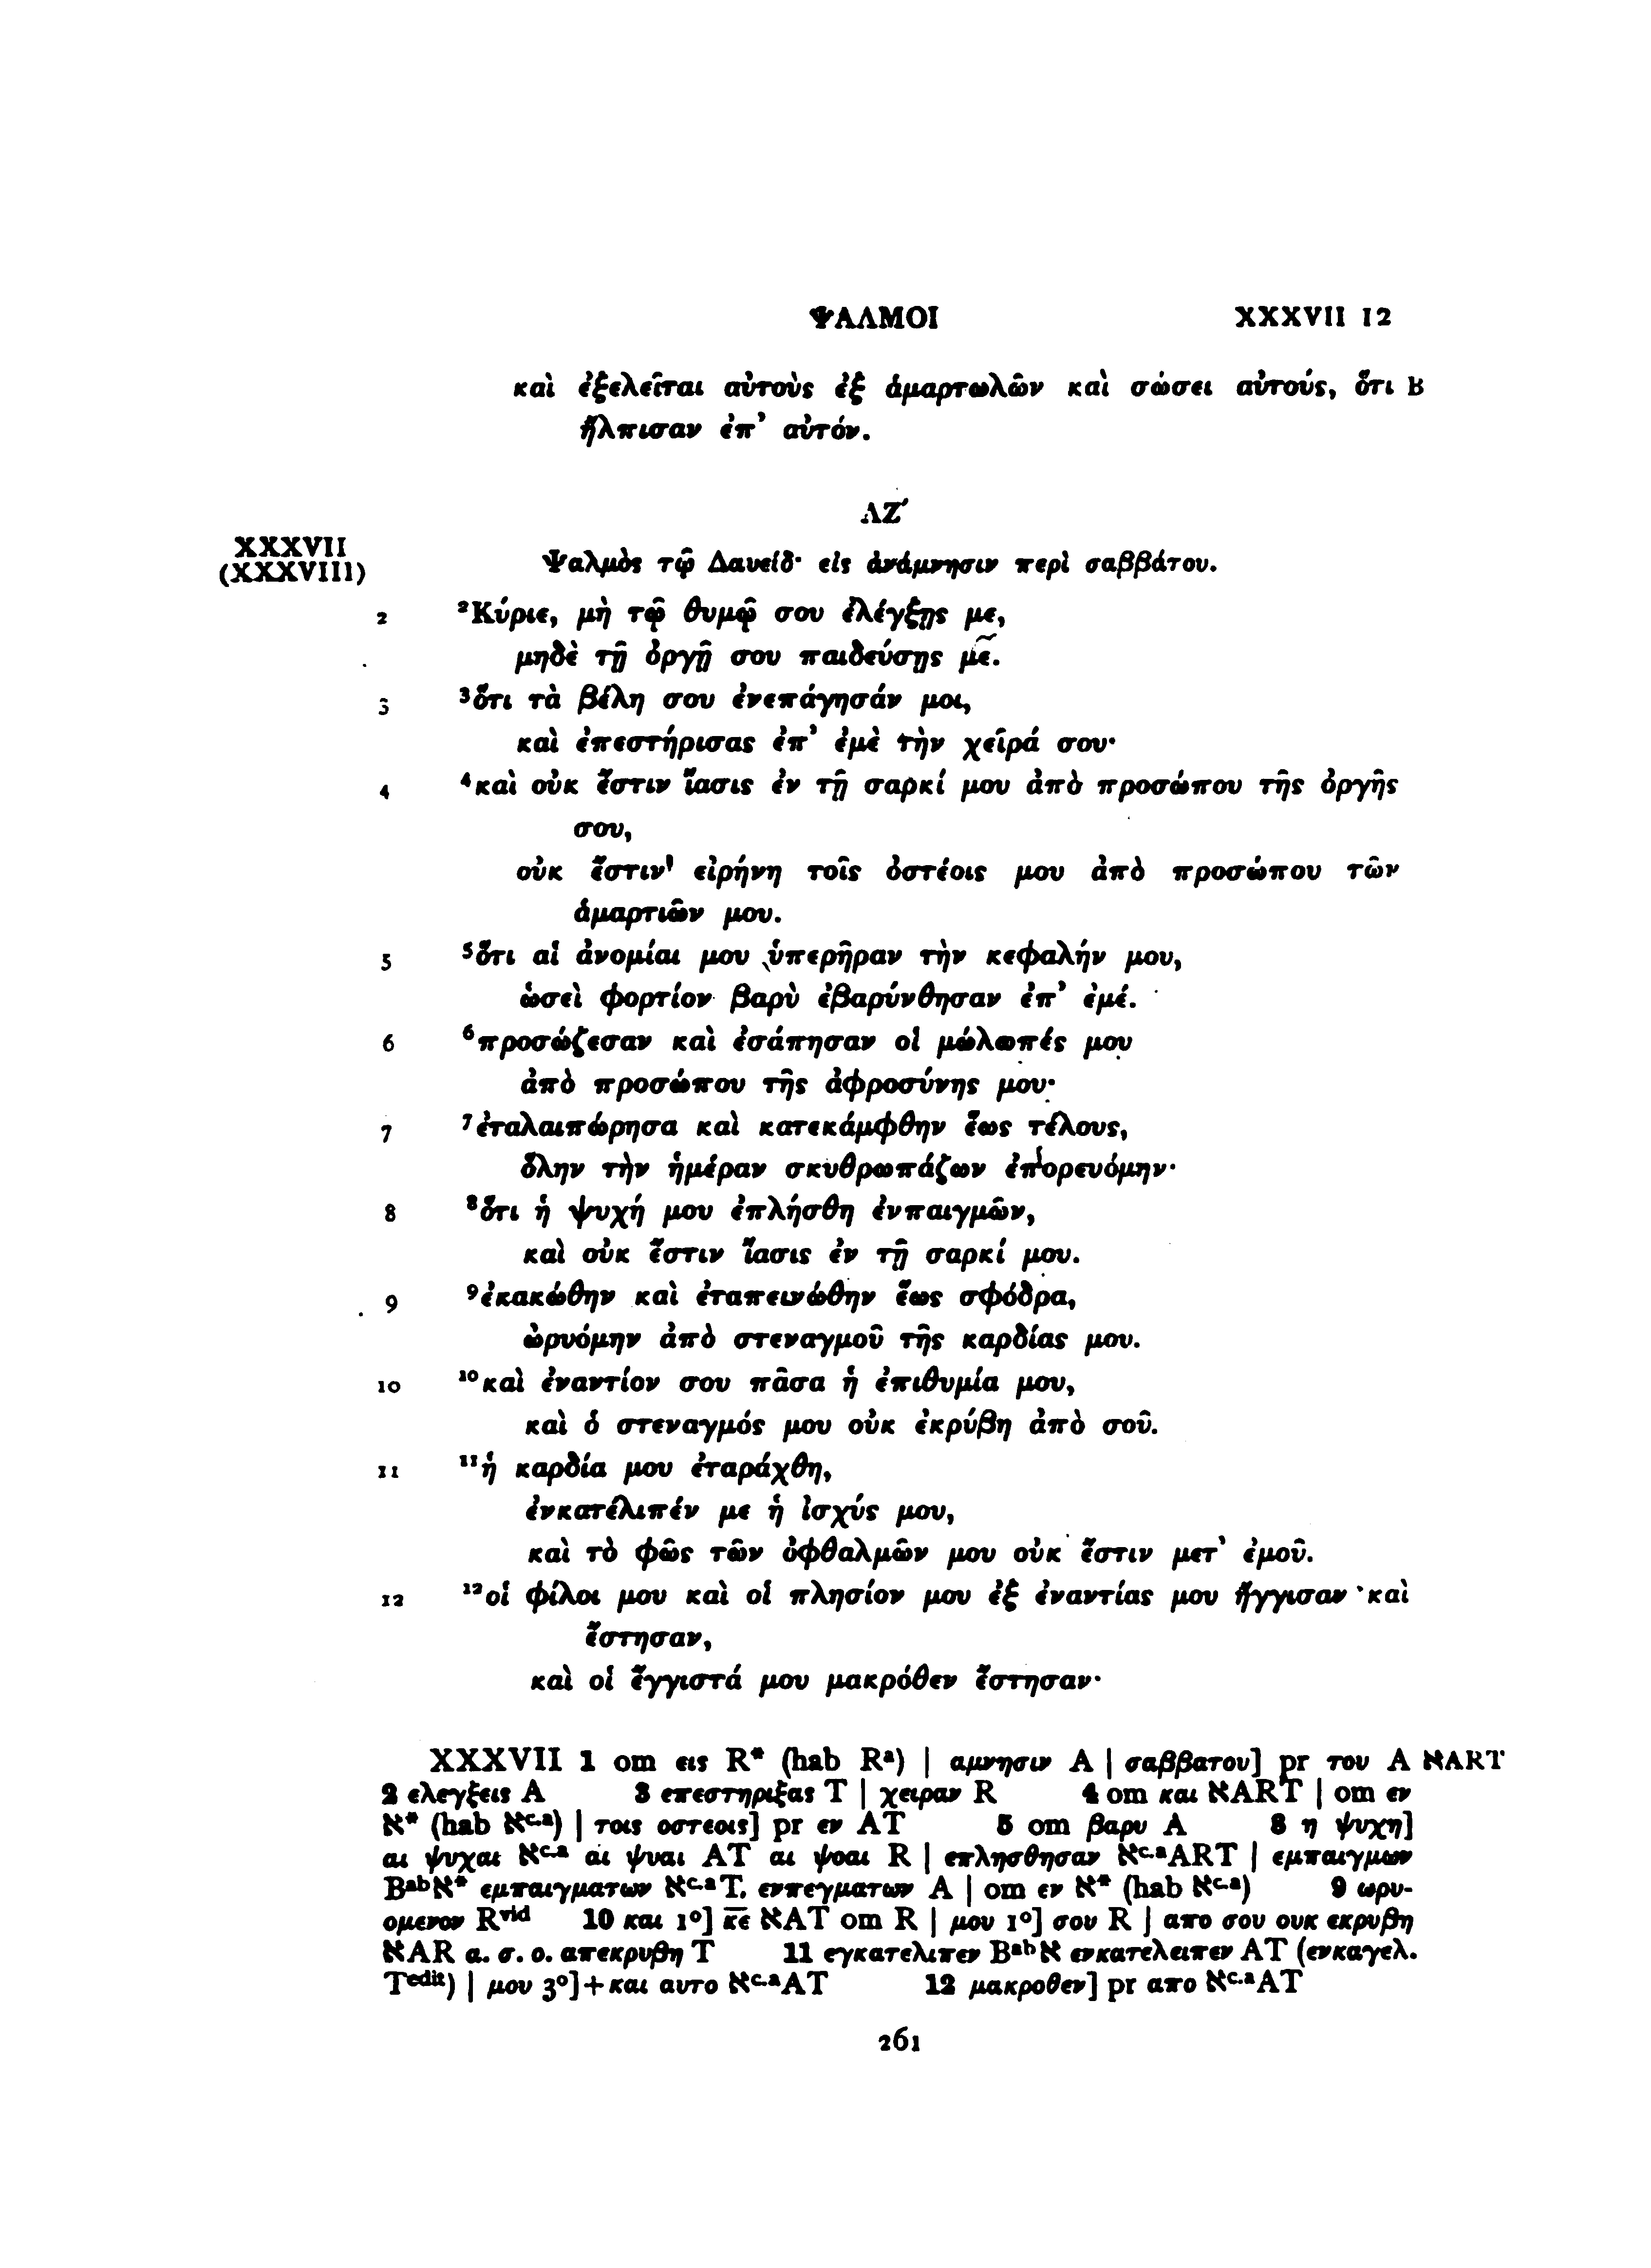 ΨΑΛΜΟΙ XXXVII 12
καὶ ἐξελεῖται αὐτοὺς ἐξ ἁμαρτωλῶν καὶ σώσει αὐτούς, ὅτι B
ἤλπισαν ἐπ’ αὐτόν.
ΛΖ′
XXXVII
(XXXVIII) Ψαλμὸς τῷ Δαυείδ· εἰς ἀνάμνησιν περὶ σαββάτου.
2 ²Κύριε, μὴ τῷ θυμῷ σου ἐλέγξῃς με,
μηδὲ τῇ ὀργῇ σου παιδεύσῃς με.
3 ³ὅτι τὰ βέλη σου ἐνεπάγησάν μοι,
καὶ ἐπεστήρισας ἐπ’ ἐμὲ τὴν χεῖρά σου·
4 ⁴καὶ οὐκ ἔστιν ἴασις ἐν τῇ σαρκί μου ἀπὸ προσώπου τῆς ὀργῆς
σου,
οὐκ ἔστιν εἰρήνη τοῖς ὀστέοις μου ἀπὸ προσώπου τῶν
ἁμαρτιῶν μου.
5 ⁵ὅτι αἱ ἀνομίαι μου ὑπερῆραν τὴν κεφαλήν μου,
ὡσεὶ φορτίον βαρὺ ἐβαρύνθησαν ἐπ’ ἐμέ.
6 ⁶προσώζεσαν καὶ ἐσάπησαν οἱ μώλωπές μου
ἀπὸ προσώπου τῆς ἀφροσύνης μου·
7 ⁷ἐταλαιπώρησα καὶ κατεκάμφθην ἕως τέλους,
ὅλην τὴν ἡμέραν σκυθρωπάζων ἐπορευόμην·
8 ⁸ὅτι ἡ ψυχή μου ἐπλήσθη ἐνπαιγμῶν,
καὶ οὐκ ἔστιν ἴασις ἐν τῇ σαρκί μου.
9 ⁹ἐκακώθην καὶ ἐταπεινώθην ἕως σφόδρα,
ὠρυόμην ἀπὸ στεναγμοῦ τῆς καρδίας μου.
10 ¹⁰καὶ ἐναντίον σου πᾶσα ἡ ἐπιθυμία μου,
καὶ ὁ στεναγμός μου οὐκ ἐκρύβη ἀπὸ σοῦ.
11 ¹¹ἡ καρδία μου ἐταράχθη,
ἐνκατέλιπέν με ἡ ἰσχύς μου,
καὶ τὸ φῶς τῶν ὀφθαλμῶν μου οὐκ ἔστιν μετ’ ἐμοῦ.
12 ¹²οἱ φίλοι μου καὶ οἱ πλησίον μου ἐξ ἐναντίας μου ἤγγισαν καὶ
ἔστησαν,
καὶ οἱ ἔγγιστά μου μακρόθεν ἔστησαν·
XXXVII 1 om εις R* (hab Rᵃ) | αμνησιν A | σαββατου] pr του A ℵART
2 ελεγξεις A 3 επεστηριξας T | χειραν R 4 om και ℵART | om εν
ℵ* (hab ℵᶜ·ᵃ) | τοις οστεοις] pr εν AT 5 om βαρυ A 8 η ψυχη]
αι ψυχαι ℵᶜ·ᵃ αι ψυαι AT αι ψοαι R | επλησθησαν ℵᶜ·ᵃART | εμπαιγμων
Bᵃᵇℵ* εμπαιγματων ℵᶜ·ᵃT, ενπεγματων A | om εν ℵ* (hab ℵᶜ·ᵃ) 9 ωρυ-
ομενον Rᵛⁱᵈ 10 και 1°] κ̅ε̅ ℵAT om R | μου 1°] σου R | απο σου ουκ εκρυβη
ℵAR α. σ. ο. απεκρυβη T 11 εγκατελιπεν Bᵃᵇℵ ενκατελειπεν AT (ενκαγελ.
Tᵉᵈⁱᵗ) | μου 3°]+και αυτο ℵᶜ·ᵃAT 12 μακροθεν] pr απο ℵᶜ·ᵃAT
261